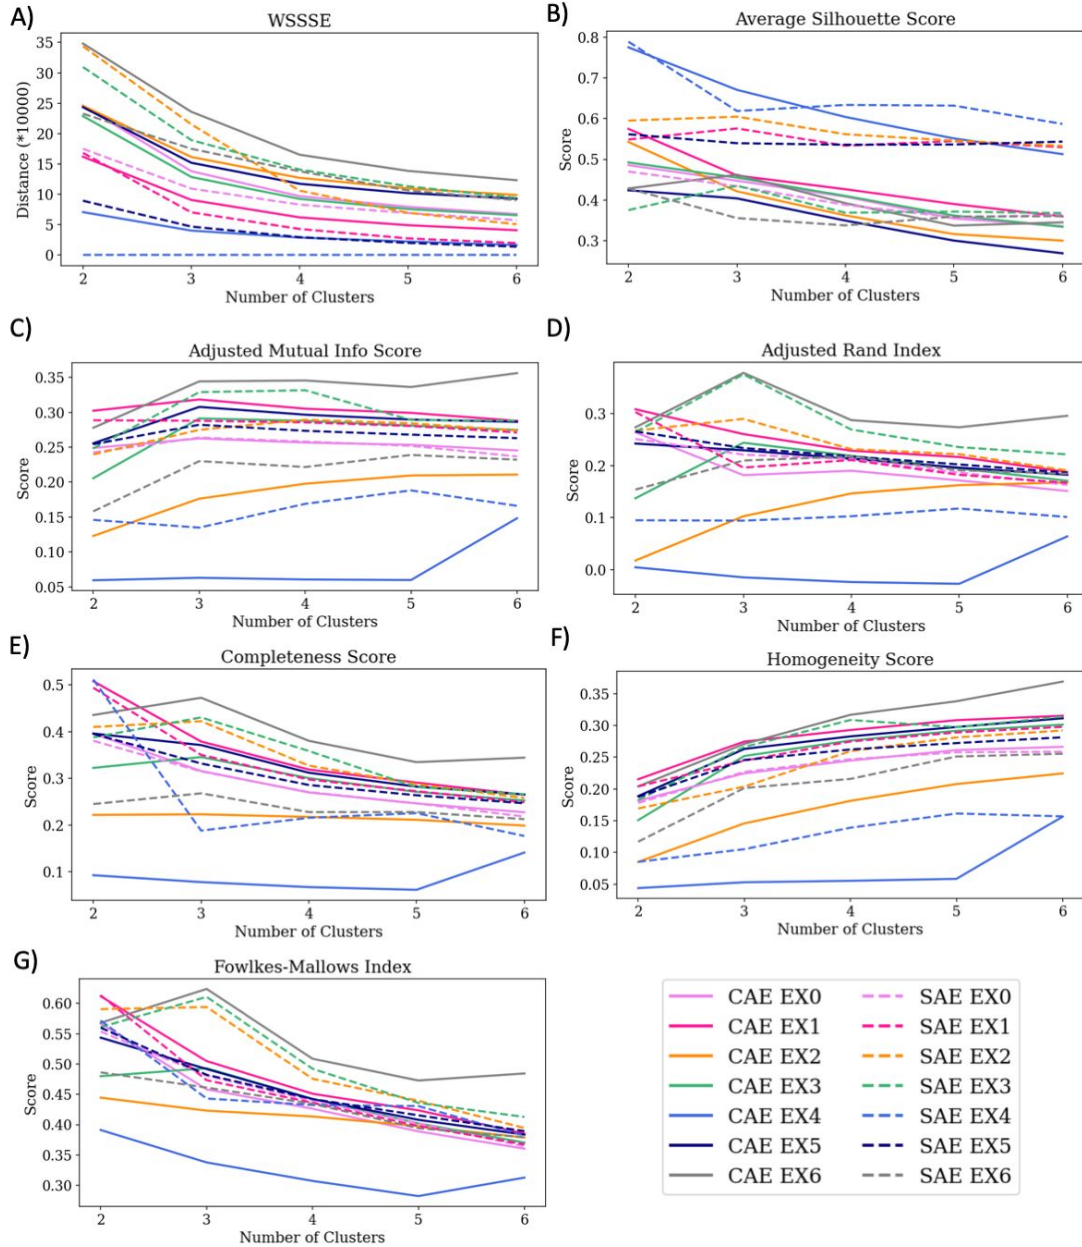 A)
WSSSE
35
30
25
20
15
10
5
0
Distance (*10000)
2 3 4 5 6
Number of Clusters
B)
Average Silhouette Score
0.8
0.7
0.6
0.5
0.4
0.3
Score
2 3 4 5 6
Number of Clusters
C)
Adjusted Mutual Info Score
0.35
0.30
0.25
0.20
0.15
0.10
0.05
Score
2 3 4 5 6
Number of Clusters
D)
Adjusted Rand Index
0.3
0.2
0.1
0.0
Score
2 3 4 5 6
Number of Clusters
E)
Completeness Score
0.5
0.4
0.3
0.2
0.1
Score
2 3 4 5 6
Number of Clusters
F)
Homogeneity Score
0.35
0.30
0.25
0.20
0.15
0.10
0.05
Score
2 3 4 5 6
Number of Clusters
G)
Fowlkes-Mallows Index
0.60
0.55
0.50
0.45
0.40
0.35
0.30
Score
2 3 4 5 6
Number of Clusters
CAE EX0 SAE EX0
CAE EX1 SAE EX1
CAE EX2 SAE EX2
CAE EX3 SAE EX3
CAE EX4 SAE EX4
CAE EX5 SAE EX5
CAE EX6 SAE EX6